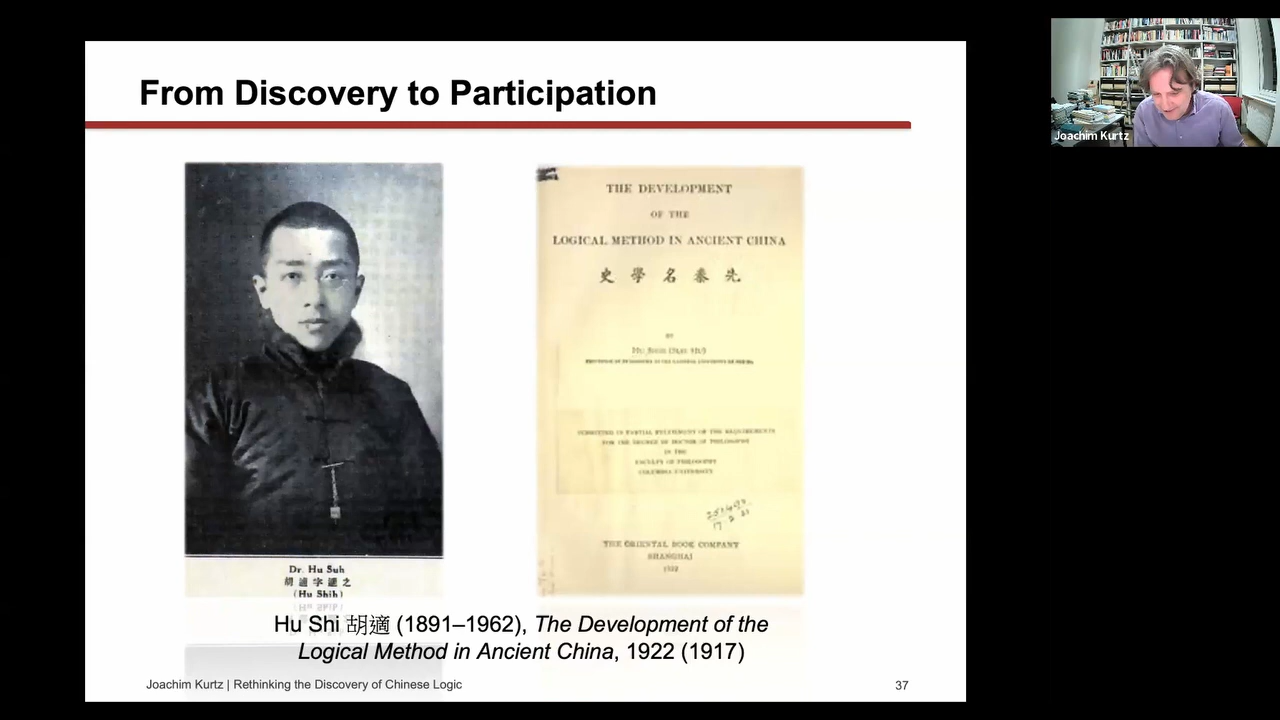 From Discovery to Participation
Joachim Kurtz
Dr. Hu Suh
胡適字適之
(Hu Shih)
THE DEVELOPMENT
OF THE
LOGICAL METHOD IN ANCIENT CHINA
史學名秦先
BY
SUBMITTED IN PARTIAL FULFILMENT OF THE REQUIREMENTS
FOR THE DEGREE OF DOCTOR OF PHILOSOPHY
IN THE
FACULTY OF PHILOSOPHY
COLUMBIA UNIVERSITY
THE ORIENTAL BOOK COMPANY
SHANGHAI
1922
Hu Shi 胡適 (1891–1962), The Development of the
Logical Method in Ancient China, 1922 (1917)
Joachim Kurtz | Rethinking the Discovery of Chinese Logic
37